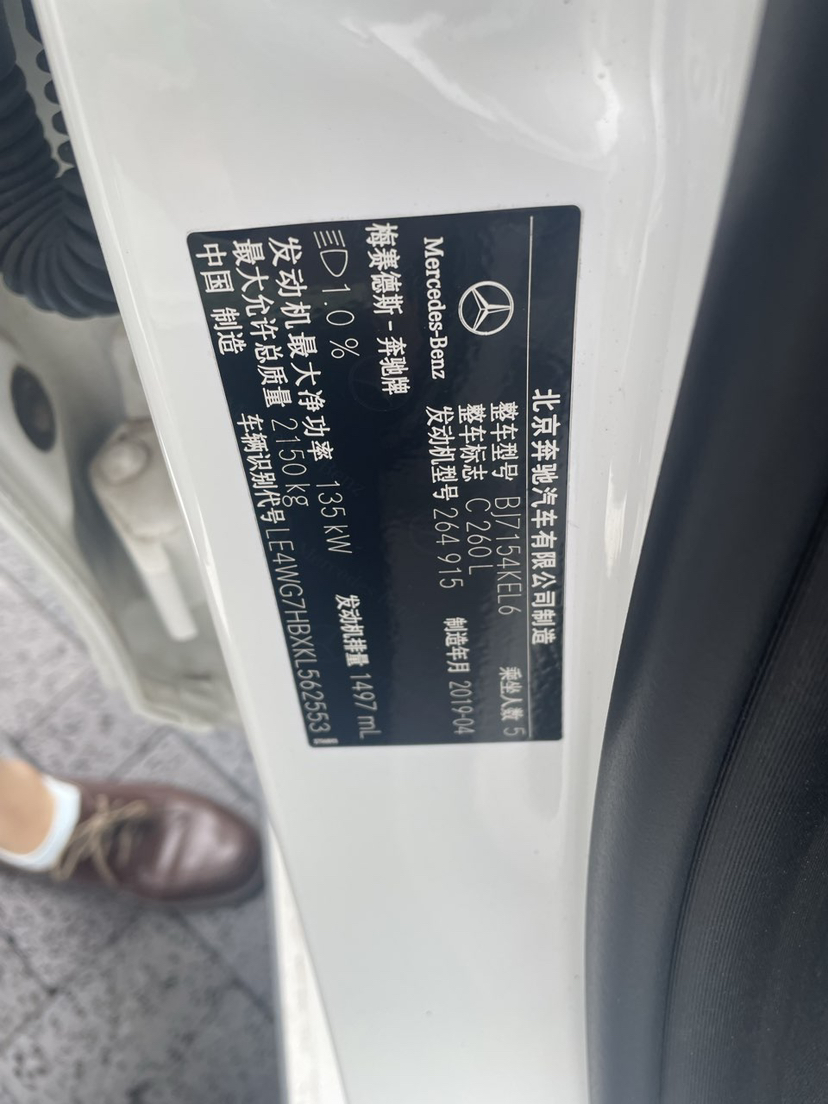 北京奔驰汽车有限公司制造
整车型号 BJ7154KEL6 乘坐人数 5
整车标志 C 260 L
发动机型号 264 915 制造年月 2019-04
Mercedes-Benz
梅赛德斯-奔驰牌
1.0 %
发动机最大净功率 135 kW 发动机排量 1497 mL
最大允许总质量 2150 kg
中国 制造 车辆识别代号 LE4WG7HBXKL562553